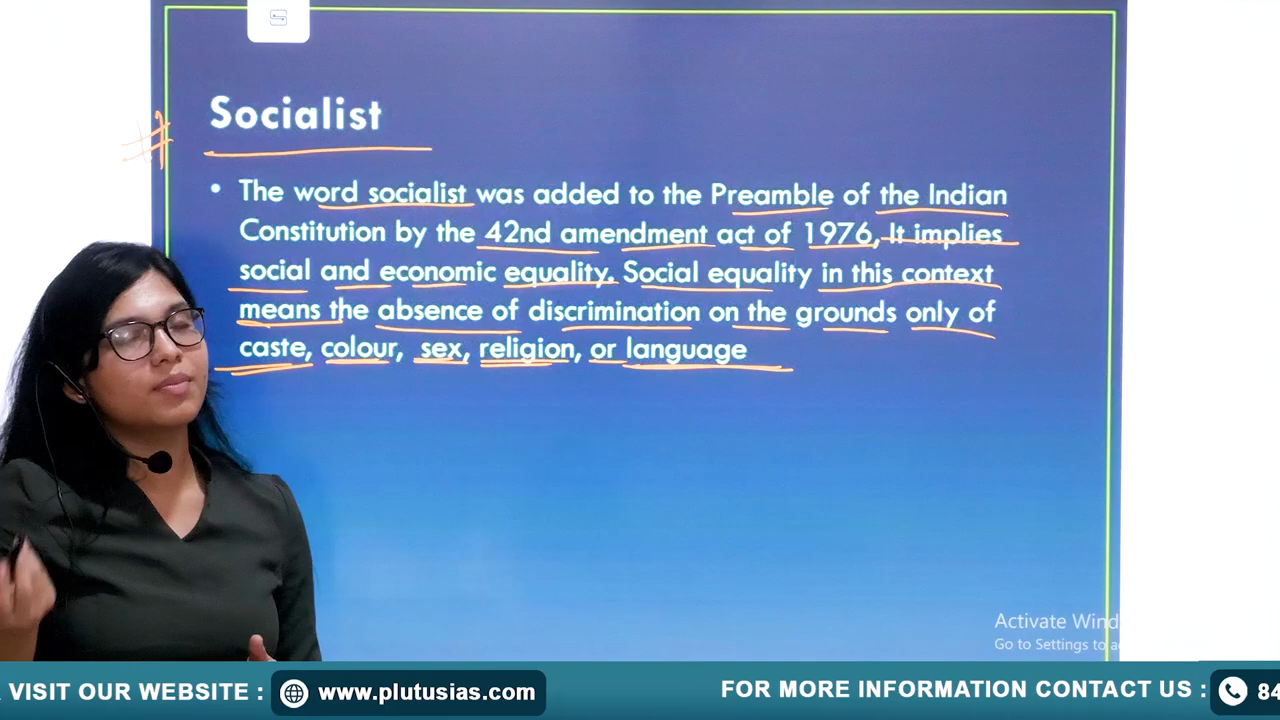 Socialist
• The word socialist was added to the Preamble of the Indian
Constitution by the 42nd amendment act of 1976, It implies
social and economic equality. Social equality in this context
means the absence of discrimination on the grounds only of
caste, colour, sex, religion, or language
Activate Wind
Go to Settings to a
VISIT OUR WEBSITE : www.plutusias.com FOR MORE INFORMATION CONTACT US : 84